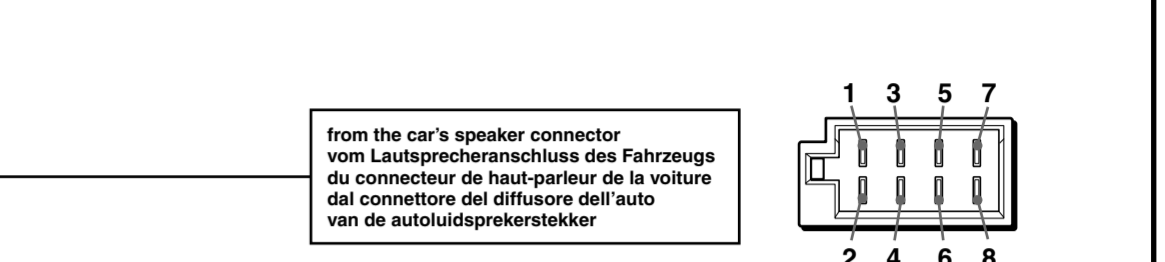 1 3 5 7
from the car's speaker connector
vom Lautsprecheranschluss des Fahrzeugs
du connecteur de haut-parleur de la voiture
dal connettore del diffusore dell'auto
van de autoluidsprekerstekker
2 4 6 8